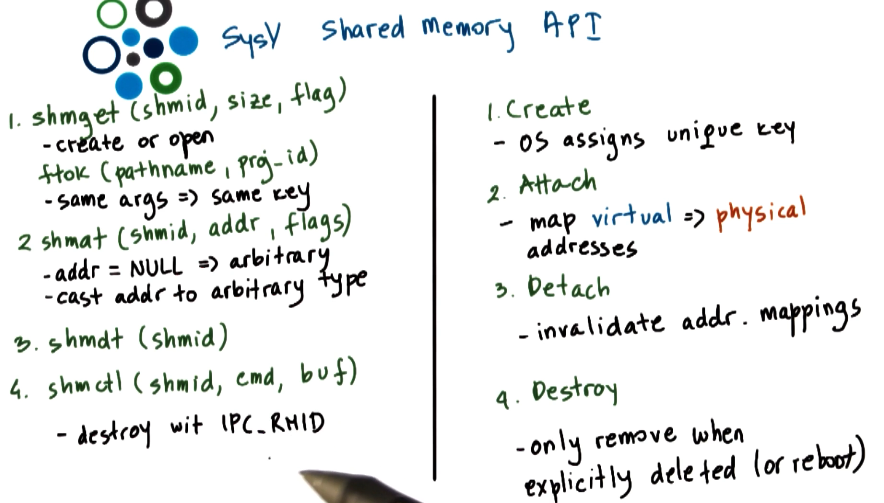 SysV Shared Memory API
1. shmget (shmid, size, flag)
- create or open
ftok (pathname, prg-id)
- same args => same key
2 shmat (shmid, addr, flags)
- addr = NULL => arbitrary
- cast addr to arbitrary type
3. shmdt (shmid)
4. shmctl (shmid, cmd, buf)
- destroy wit IPC_RMID
1. Create
- OS assigns unique key
2. Attach
- map virtual => physical
addresses
3. Detach
- invalidate addr. mappings
4. Destroy
- only remove when
explicitly deleted (or reboot)